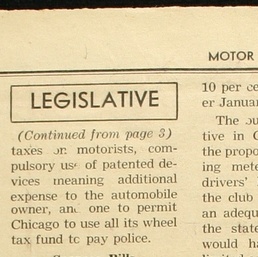 MOTOR
LEGISLATIVE
(Continued from page 3)
taxes on motorists, com-
pulsory use of patented de-
vices meaning additional
expense to the automobile
owner, and one to permit
Chicago to use all its wheel
tax fund to pay police.
10 per
er Januar
The
tive in C
the propo
ing mete
drivers'
the club
an adequ
the state
would ha